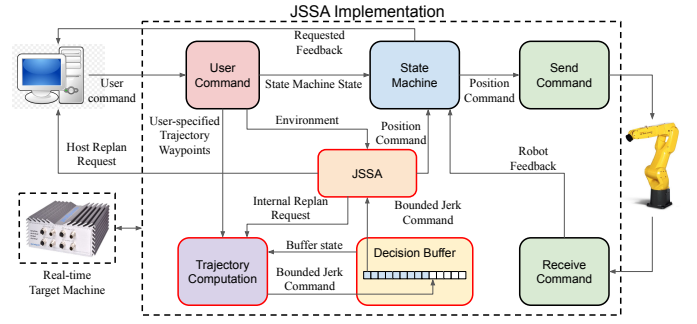 JSSA Implementation
Requested
Feedback
User
Command
State
Machine
Send
Command
User
command
State Machine State
Position
Command
User-specified
Trajectory
Waypoints
Environment
Position
Command
Host Replan
Request
JSSA
Robot
Feedback
Internal Replan
Request
Bounded Jerk
Command
Real-time
Target Machine
Trajectory
Computation
Buffer state
Bounded Jerk
Command
Decision Buffer
Receive
Command